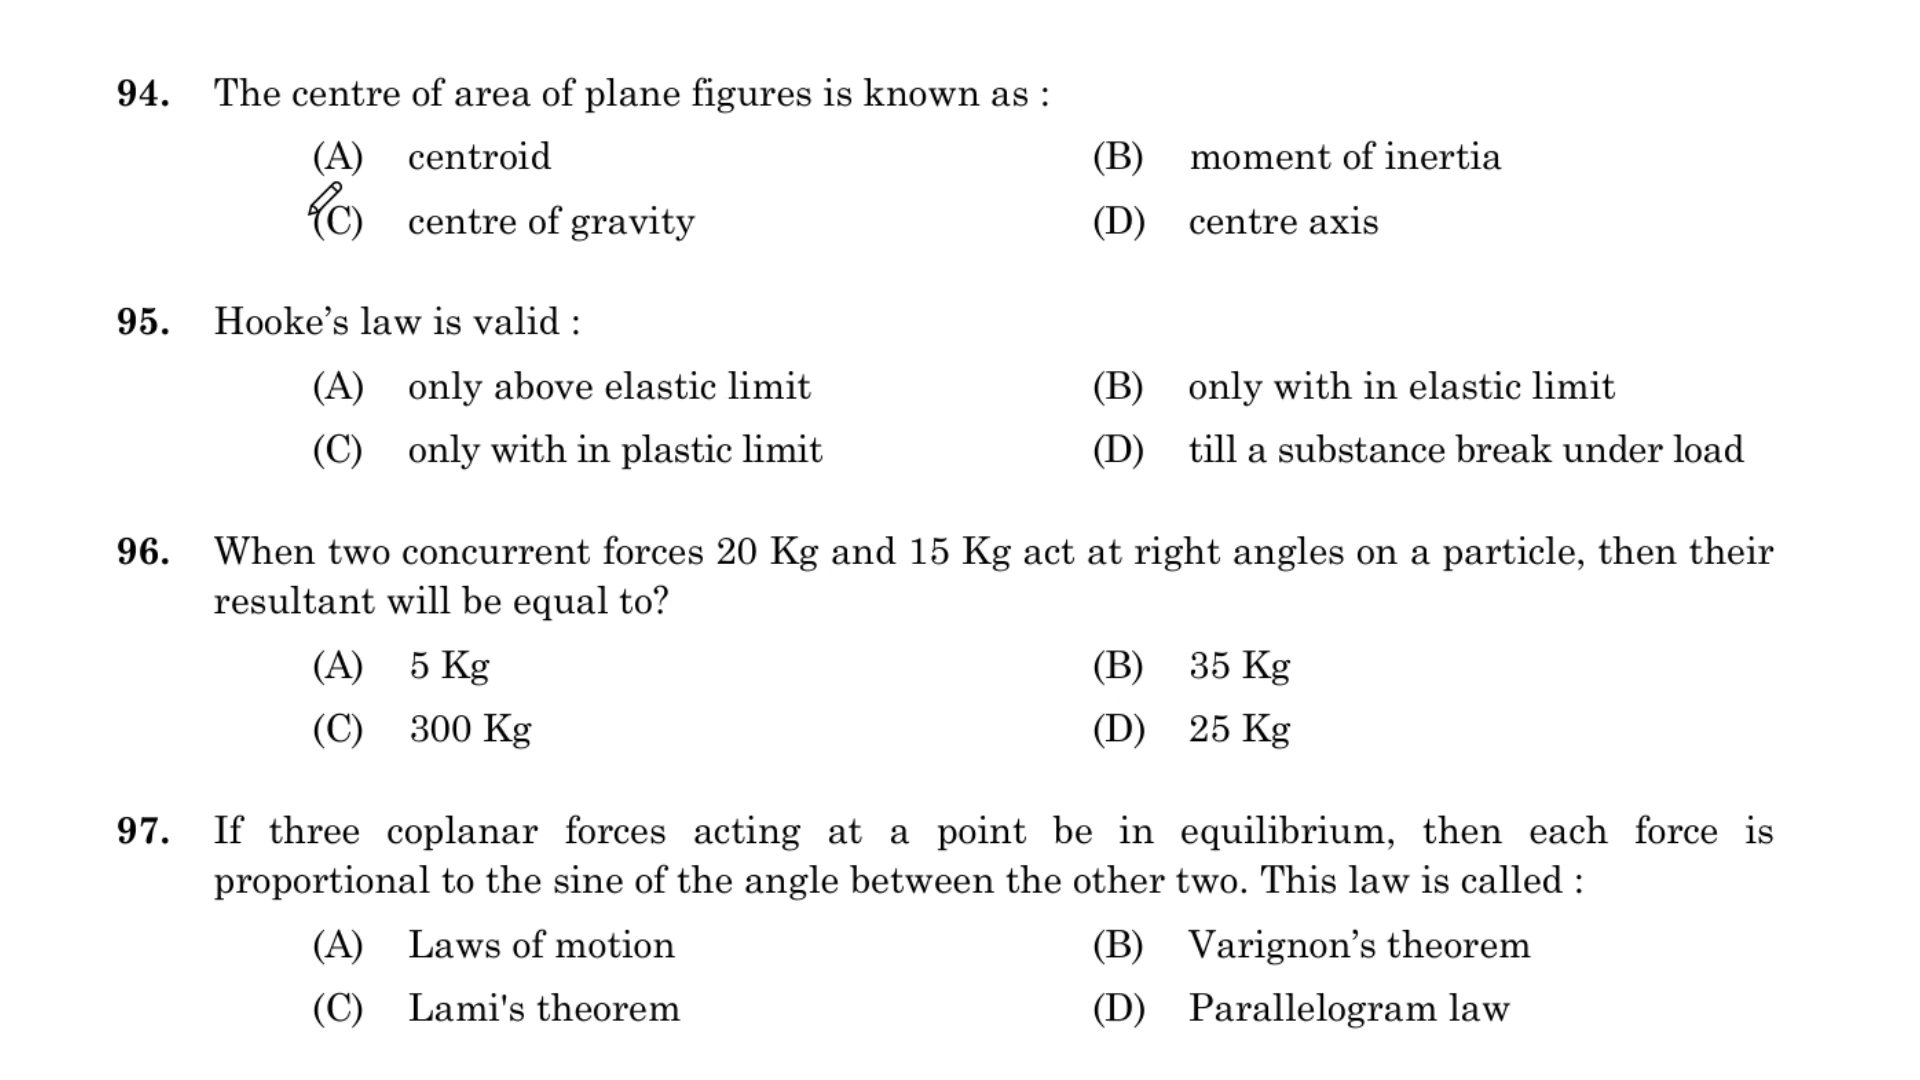 94. The centre of area of plane figures is known as :
(A) centroid (B) moment of inertia
(C) centre of gravity (D) centre axis
95. Hooke’s law is valid :
(A) only above elastic limit (B) only with in elastic limit
(C) only with in plastic limit (D) till a substance break under load
96. When two concurrent forces 20 Kg and 15 Kg act at right angles on a particle, then their
resultant will be equal to?
(A) 5 Kg (B) 35 Kg
(C) 300 Kg (D) 25 Kg
97. If three coplanar forces acting at a point be in equilibrium, then each force is
proportional to the sine of the angle between the other two. This law is called :
(A) Laws of motion (B) Varignon’s theorem
(C) Lami's theorem (D) Parallelogram law